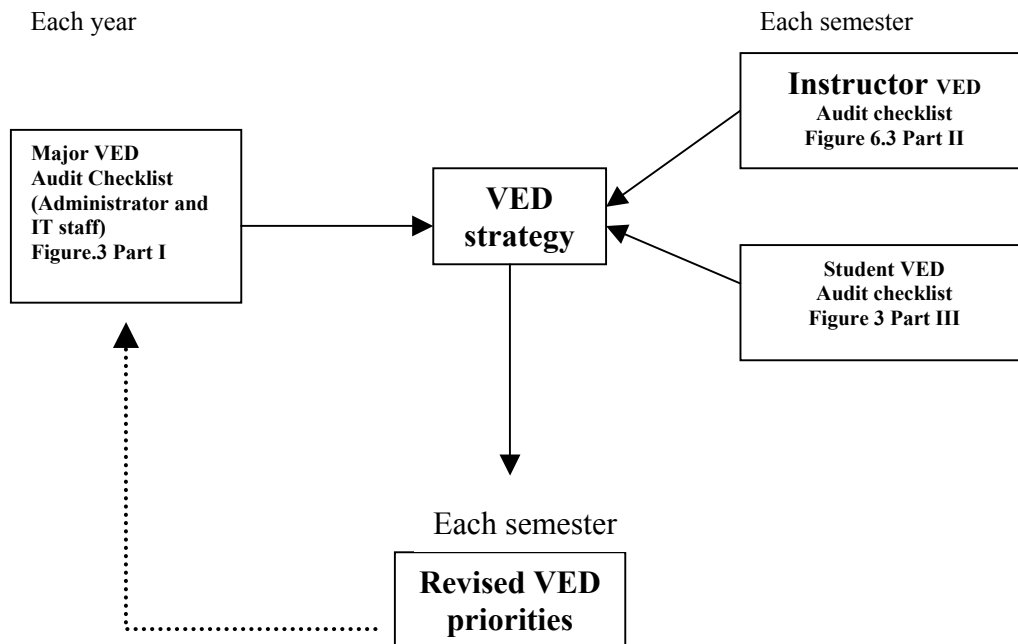 Each year
Each semester
Instructor VED
Audit checklist
Figure 6.3 Part II
Major VED
Audit Checklist
(Administrator and
IT staff)
Figure.3 Part I
VED
strategy
Student VED
Audit checklist
Figure 3 Part III
Each semester
Revised VED
priorities